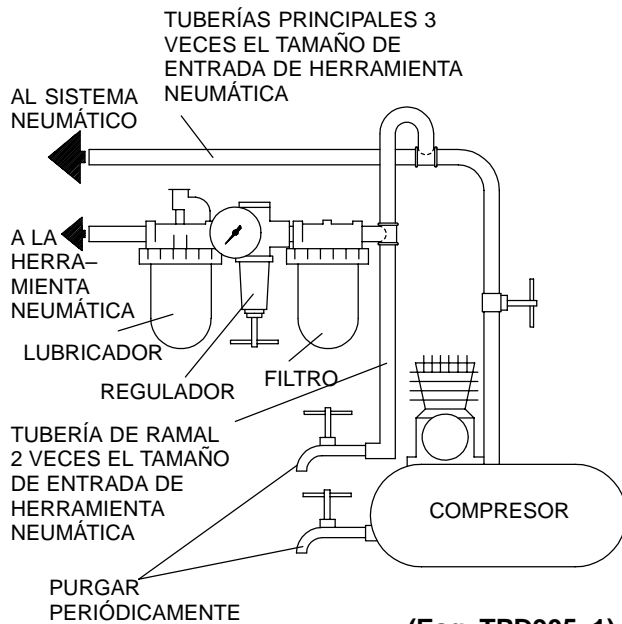 TUBERÍAS PRINCIPALES 3
VECES EL TAMAÑO DE
ENTRADA DE HERRAMIENTA
NEUMÁTICA
AL SISTEMA
NEUMÁTICO
A LA
HERRA–
MIENTA
NEUMÁTICA
LUBRICADOR
REGULADOR
FILTRO
TUBERÍA DE RAMAL
2 VECES EL TAMAÑO
DE ENTRADA DE
HERRAMIENTA
NEUMÁTICA
COMPRESOR
PURGAR
PERIÓDICAMENTE